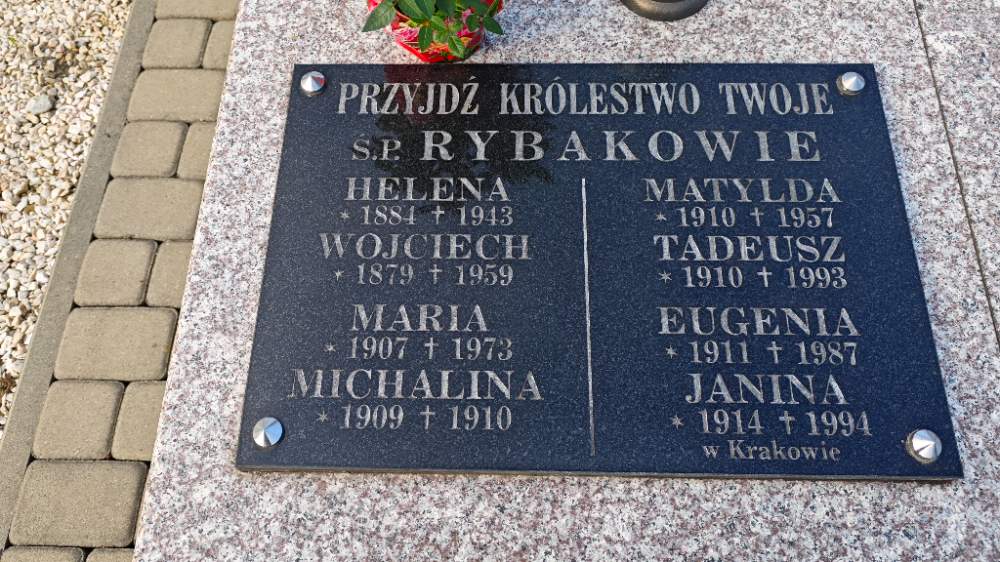 PRZYJDŹ KRÓLESTWO TWOJE
Ś.P. RYBAKOWIE
HELENA
* 1884 † 1943
WOJCIECH
* 1879 † 1959
MARIA
* 1907 † 1973
MICHALINA
* 1909 † 1910
MATYLDA
* 1910 † 1957
TADEUSZ
* 1910 † 1993
EUGENIA
* 1911 † 1987
JANINA
* 1914 † 1994
w Krakowie